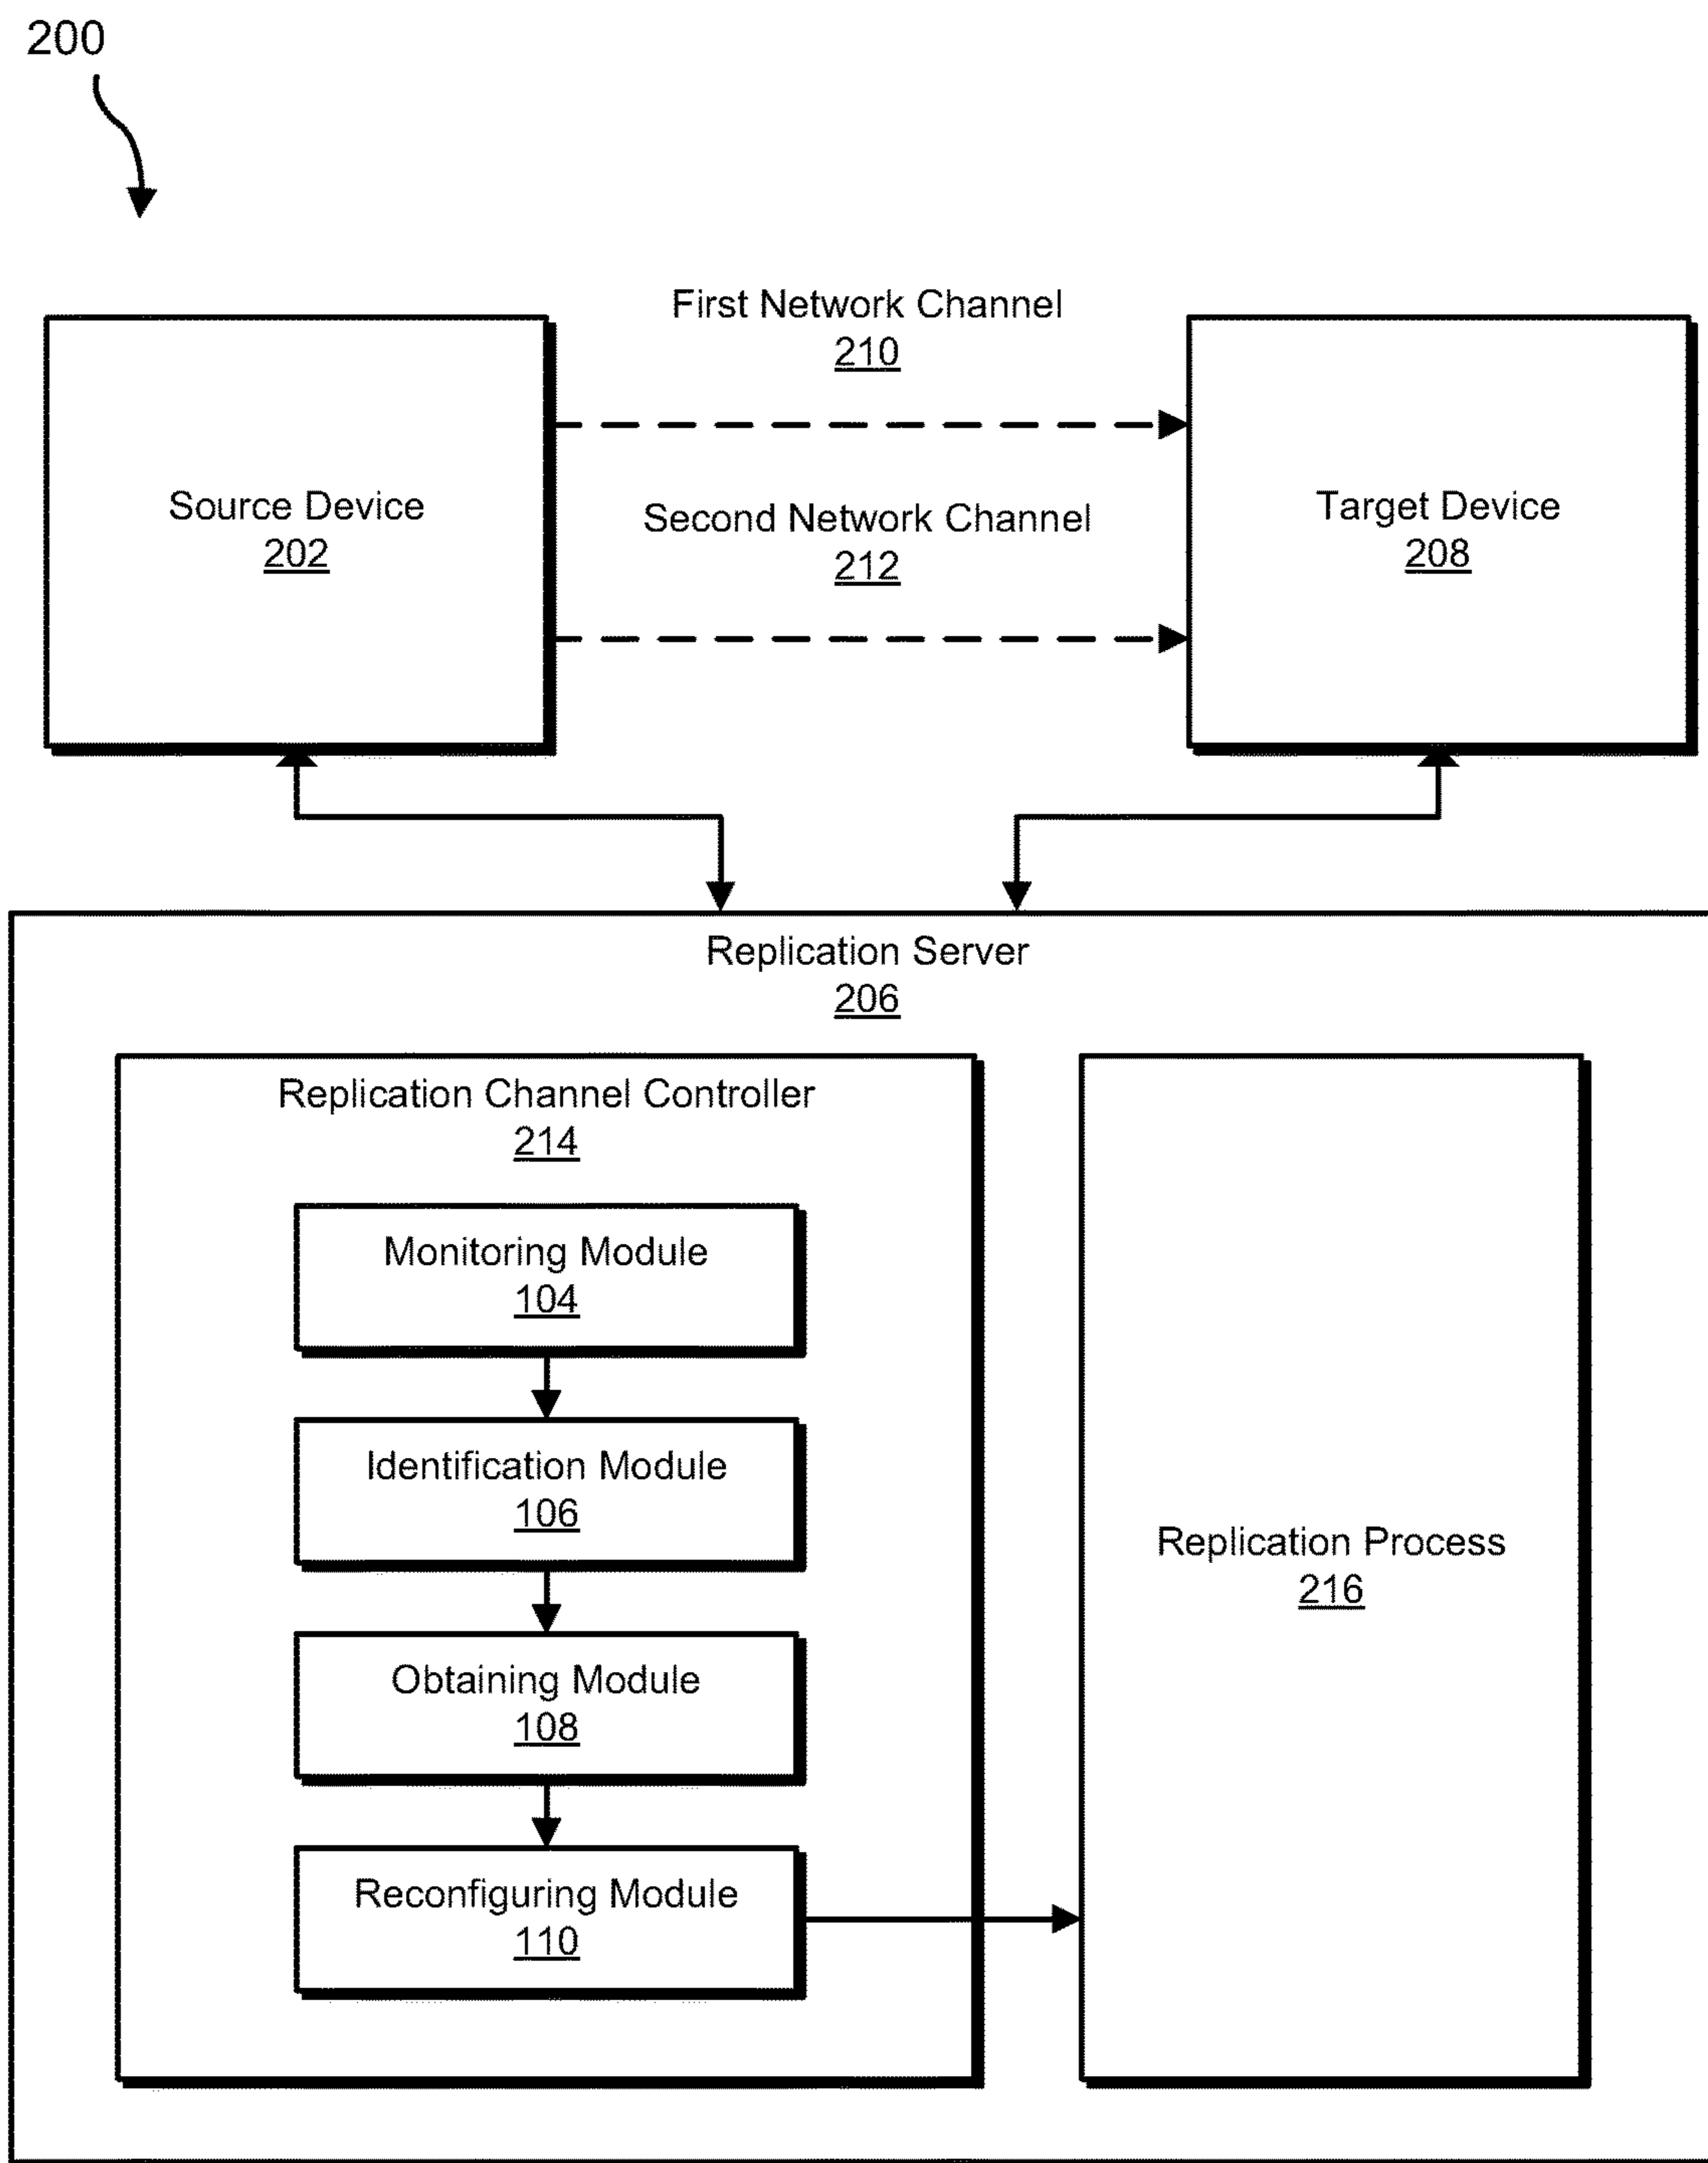 200
First Network Channel
210
Source Device
202
Second Network Channel
212
Target Device
208
Replication Server
206
Replication Channel Controller
214
Monitoring Module
104
Identification Module
106
Obtaining Module
108
Reconfiguring Module
110
Replication Process
216